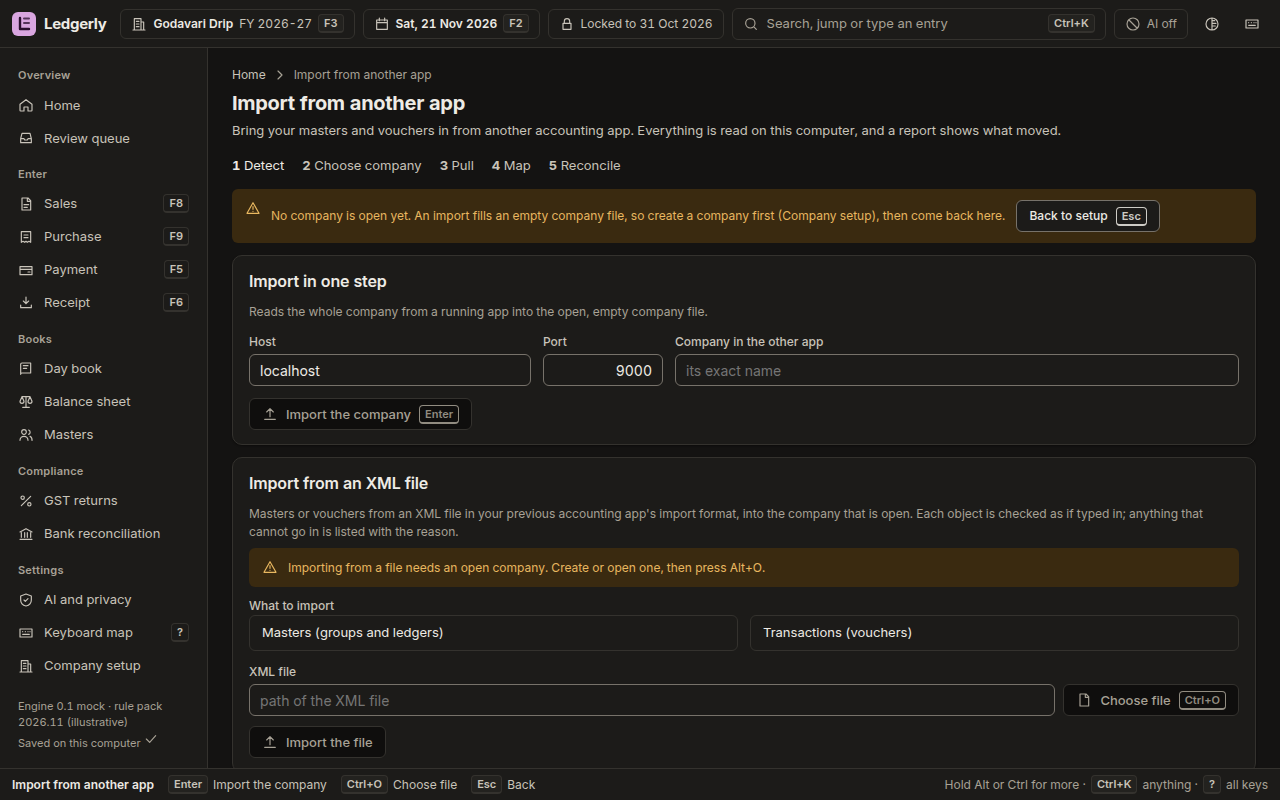 Ledgerly
Godavari Drip FY 2026-27 F3
Sat, 21 Nov 2026 F2
Locked to 31 Oct 2026
Search, jump or type an entry Ctrl+K
AI off
Overview
Home
Review queue
Enter
Sales F8
Purchase F9
Payment F5
Receipt F6
Books
Day book
Balance sheet
Masters
Compliance
GST returns
Bank reconciliation
Settings
AI and privacy
Keyboard map ?
Company setup
Engine 0.1 mock · rule pack
2026.11 (illustrative)
Saved on this computer
Home > Import from another app
Import from another app
Bring your masters and vouchers in from another accounting app. Everything is read on this computer, and a report shows what moved.
1 Detect 2 Choose company 3 Pull 4 Map 5 Reconcile
No company is open yet. An import fills an empty company file, so create a company first (Company setup), then come back here. Back to setup Esc
Import in one step
Reads the whole company from a running app into the open, empty company file.
Host Port Company in the other app
localhost 9000 its exact name
Import the company Enter
Import from an XML file
Masters or vouchers from an XML file in your previous accounting app's import format, into the company that is open. Each object is checked as if typed in; anything that
cannot go in is listed with the reason.
Importing from a file needs an open company. Create or open one, then press Alt+O.
What to import
Masters (groups and ledgers) Transactions (vouchers)
XML file
path of the XML file Choose file Ctrl+O
Import the file
Import from another app Enter Import the company Ctrl+O Choose file Esc Back
Hold Alt or Ctrl for more · Ctrl+K anything · ? all keys